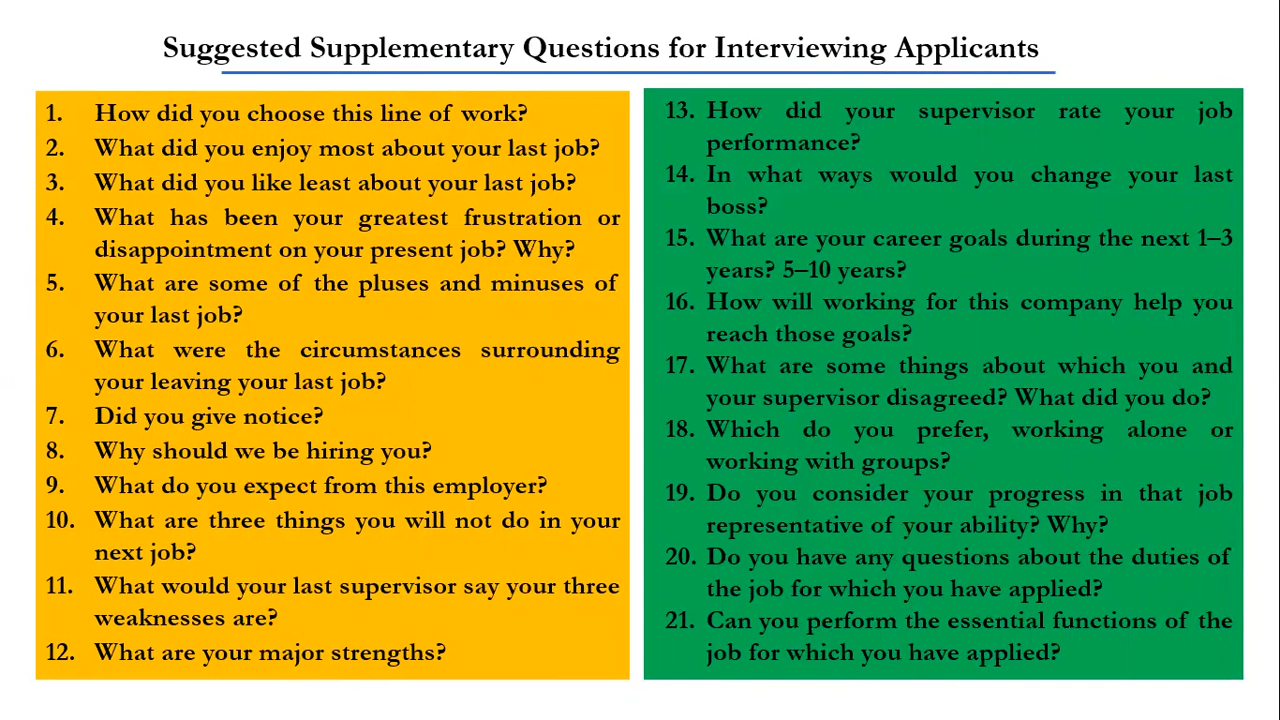 Suggested Supplementary Questions for Interviewing Applicants
1. How did you choose this line of work?
2. What did you enjoy most about your last job?
3. What did you like least about your last job?
4. What has been your greatest frustration or
disappointment on your present job? Why?
5. What are some of the pluses and minuses of
your last job?
6. What were the circumstances surrounding
your leaving your last job?
7. Did you give notice?
8. Why should we be hiring you?
9. What do you expect from this employer?
10. What are three things you will not do in your
next job?
11. What would your last supervisor say your three
weaknesses are?
12. What are your major strengths?
13. How did your supervisor rate your job
performance?
14. In what ways would you change your last
boss?
15. What are your career goals during the next 1–3
years? 5–10 years?
16. How will working for this company help you
reach those goals?
17. What are some things about which you and
your supervisor disagreed? What did you do?
18. Which do you prefer, working alone or
working with groups?
19. Do you consider your progress in that job
representative of your ability? Why?
20. Do you have any questions about the duties of
the job for which you have applied?
21. Can you perform the essential functions of the
job for which you have applied?